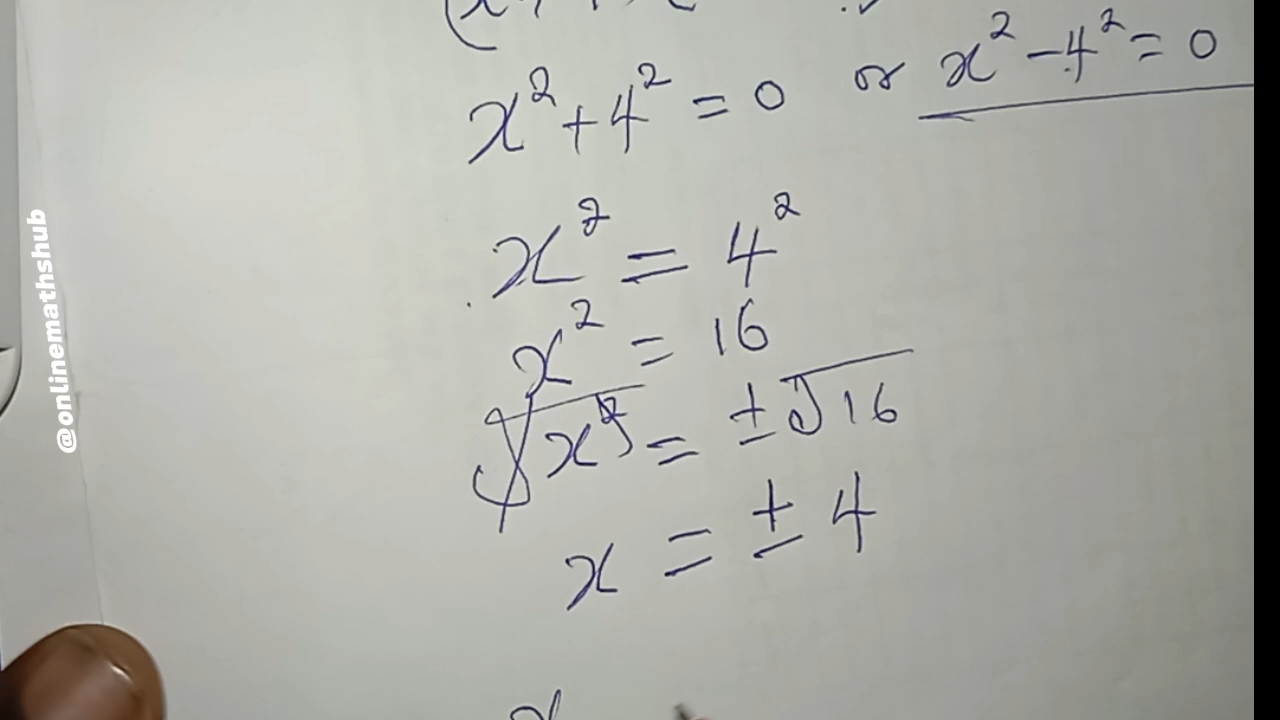 x² + 4² = 0 or x² - 4² = 0
x² = 4²
x² = 16
√x² = ±√16
x = ± 4
x
@onlinemathshub